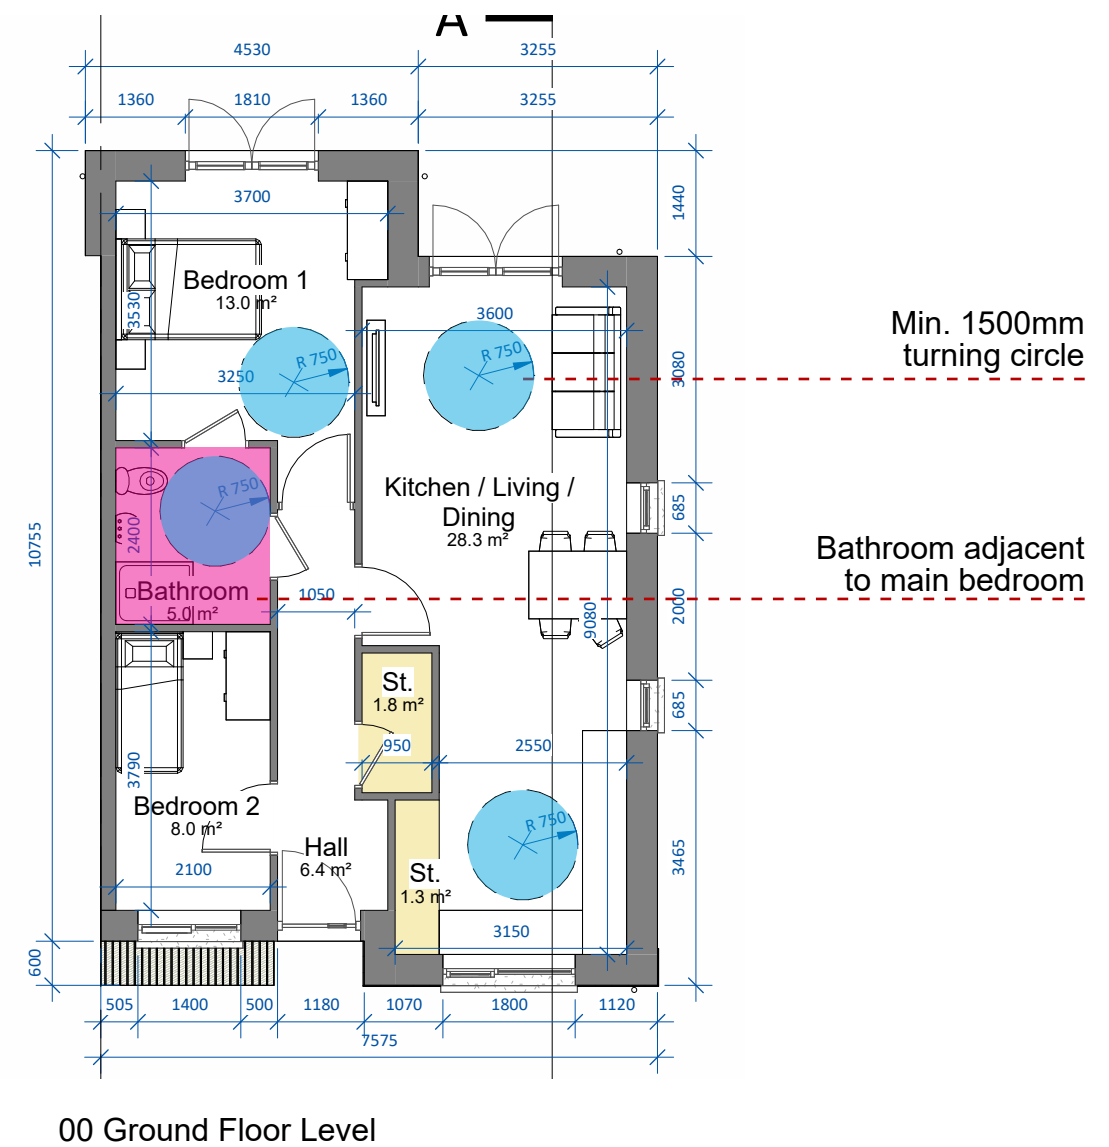 A
4530
3255
1360
1810
1360
3255
3700
1440
Bedroom 1
13.0 m²
3530
3600
R 750
R 750
3250
3080
Min. 1500mm
turning circle
10755
R 750
2400
Kitchen / Living /
Dining
28.3 m²
685
Bathroom
5.0 m²
1050
9080
2000
Bathroom adjacent
to main bedroom
St.
1.8 m²
685
950
2550
3790
Bedroom 2
8.0 m²
R 750
Hall
6.4 m²
3465
2100
St.
1.3 m²
3150
600
505
1400
500
1180
1070
1800
1120
7575
00 Ground Floor Level